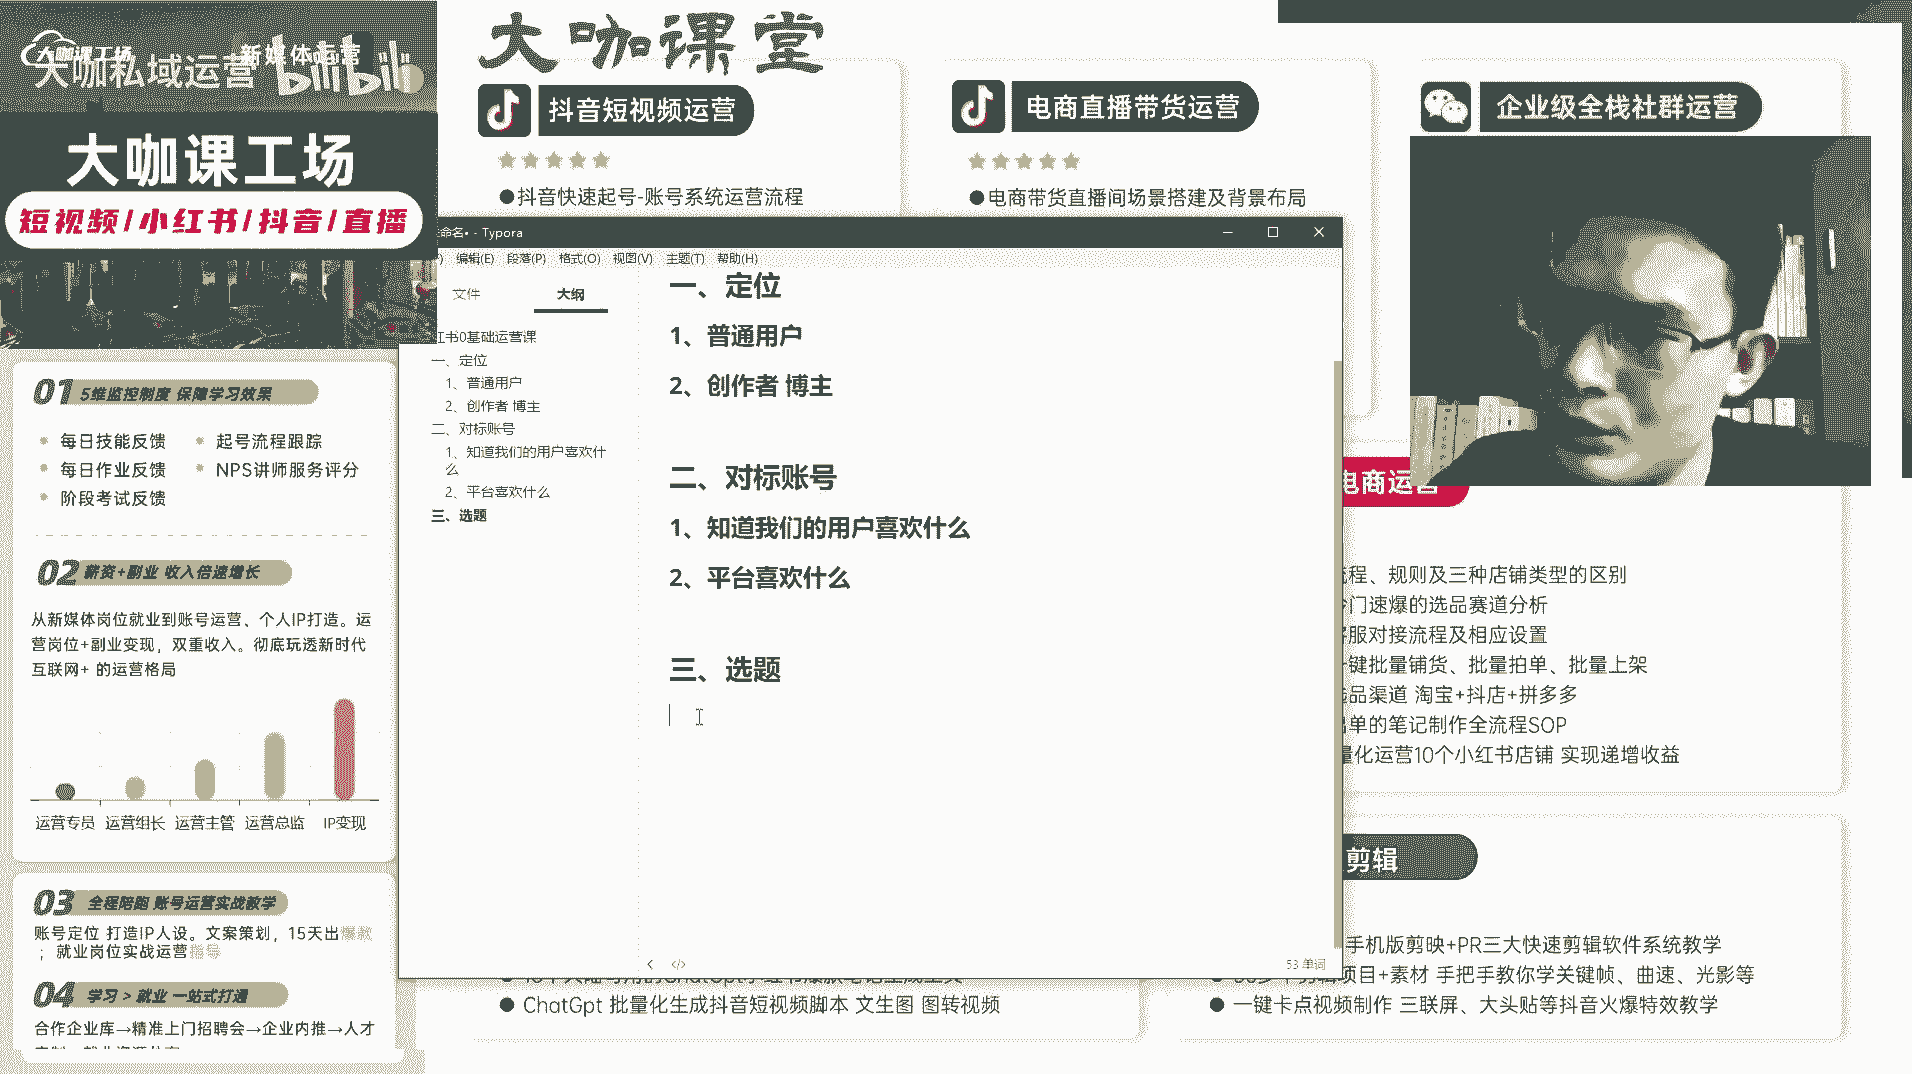 大咖课工场
新媒体运营
大咖私域运营
bilibili
大咖课工场
短视频/小红书/抖音/直播
01 5维监控制度 保障学习效果
每日技能反馈
起号流程跟踪
每日作业反馈
NPS讲师服务评分
阶段考试反馈
02 薪资+副业 收入倍速增长
从新媒体岗位就业到账号运营、个人IP打造。运
营岗位+副业变现，双重收入。彻底玩透新时代
互联网+ 的运营格局
运营专员 运营组长 运营主管 运营总监 IP变现
03 全程陪跑 账号运营实战教学
账号定位 打造IP人设。文案策划，15天出爆款
；就业岗位实战运营指导
04 学习 > 就业 一站式打通
合作企业库→精准上门招聘会→企业内推→人才
大咖课堂
抖音短视频运营
●抖音快速起号-账号系统运营流程
电商直播带货运营
●电商带货直播间场景搭建及背景布局
企业级全栈社群运营
命名• - Typora
编辑(E) 段落(P) 格式(O) 视图(V) 主题(T) 帮助(H)
文件
大纲
红书0基础运营课
一、定位
1、普通用户
2、创作者 博主
二、对标账号
1、知道我们的用户喜欢什
么
2、平台喜欢什么
三、选题
一、定位
1、普通用户
2、创作者 博主
二、对标账号
1、知道我们的用户喜欢什么
2、平台喜欢什么
三、选题
53 单词
电商运营
流程、规则及三种店铺类型的区别
冷门速爆的选品赛道分析
客服对接流程及相应设置
一键批量铺货、批量拍单、批量上架
选品渠道 淘宝+抖店+拼多多
出单的笔记制作全流程SOP
量化运营10个小红书店铺 实现递增收益
剪辑
手机版剪映+PR三大快速剪辑软件系统教学
项目+素材 手把手教你学关键帧、曲速、光影等
● 一键卡点视频制作 三联屏、大头贴等抖音火爆特效教学
● ChatGpt 批量化生成抖音短视频脚本 文生图 图转视频